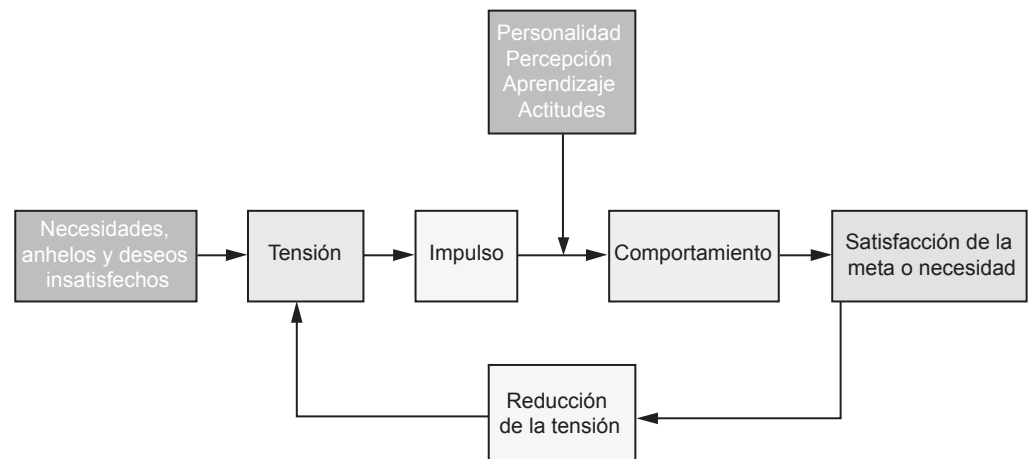 Personalidad
Percepción
Aprendizaje
Actitudes
Necesidades,
anhelos y deseos
insatisfechos
Tensión
Impulso
Comportamiento
Satisfacción de la
meta o necesidad
Reducción
de la tensión